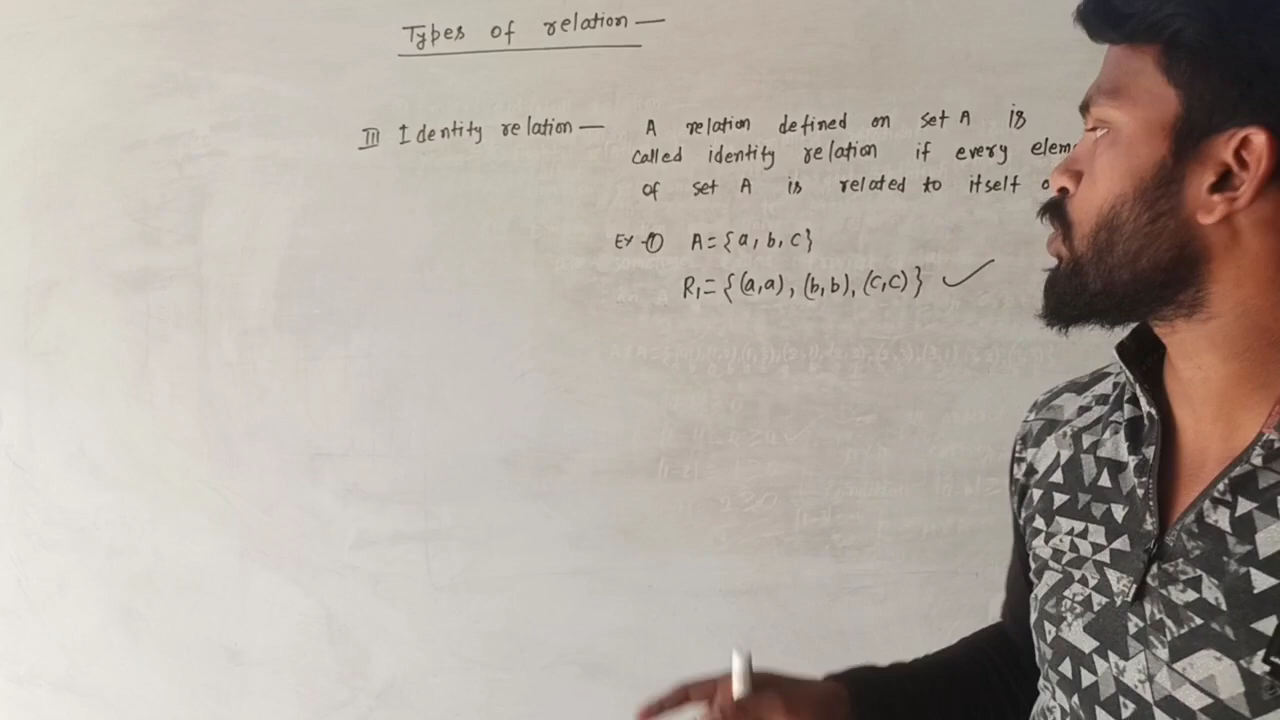 Types of relation —
III Identity relation — A relation defined on set A is
called identity relation if every
of set A is related to itself
Ex -① A = {a, b, c}
R₁ = {(a,a), (b,b), (c,c)} ✓